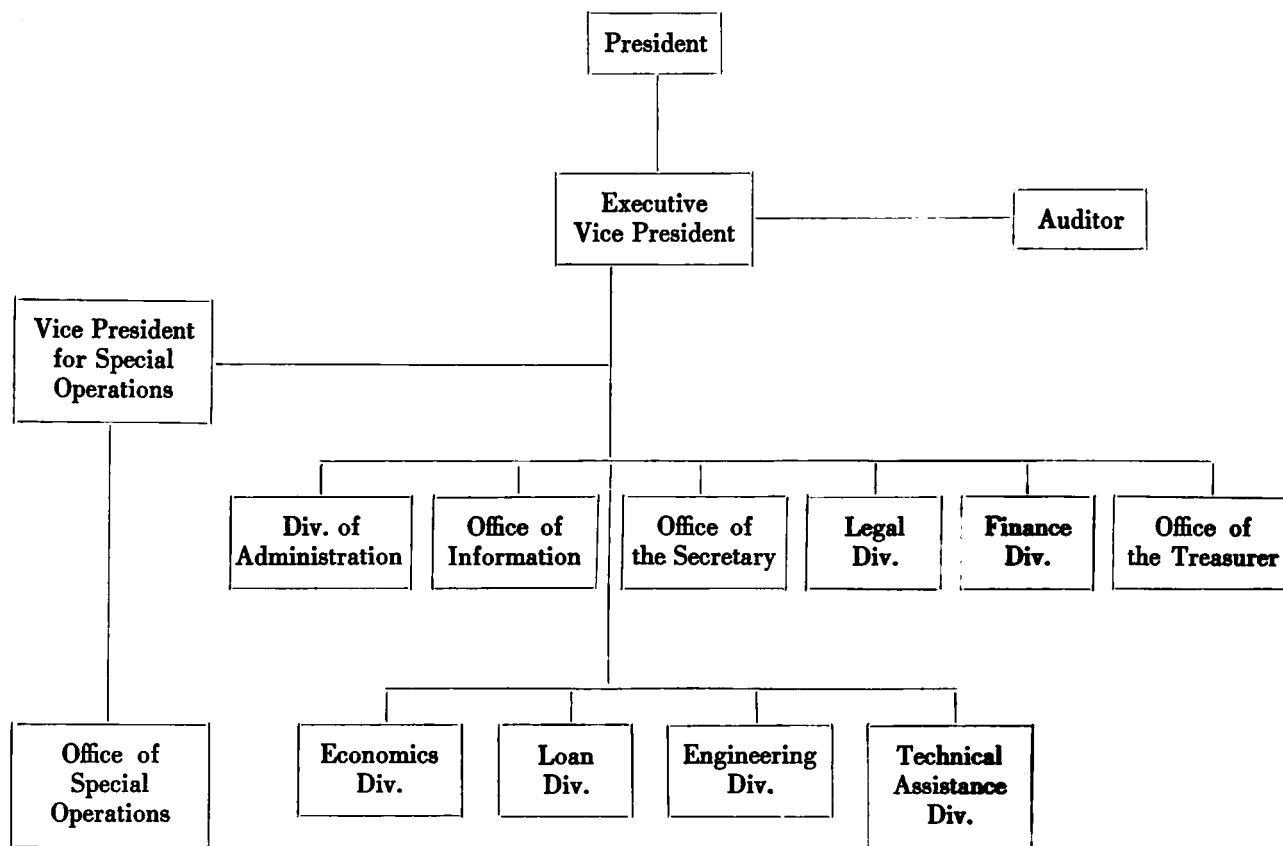 President
Executive
Vice President
Auditor
Vice President
for Special
Operations
Div. of
Administration
Office of
Information
Office of
the Secretary
Legal
Div.
Finance
Div.
Office of
the Treasurer
Office of
Special
Operations
Economics
Div.
Loan
Div.
Engineering
Div.
Technical
Assistance
Div.